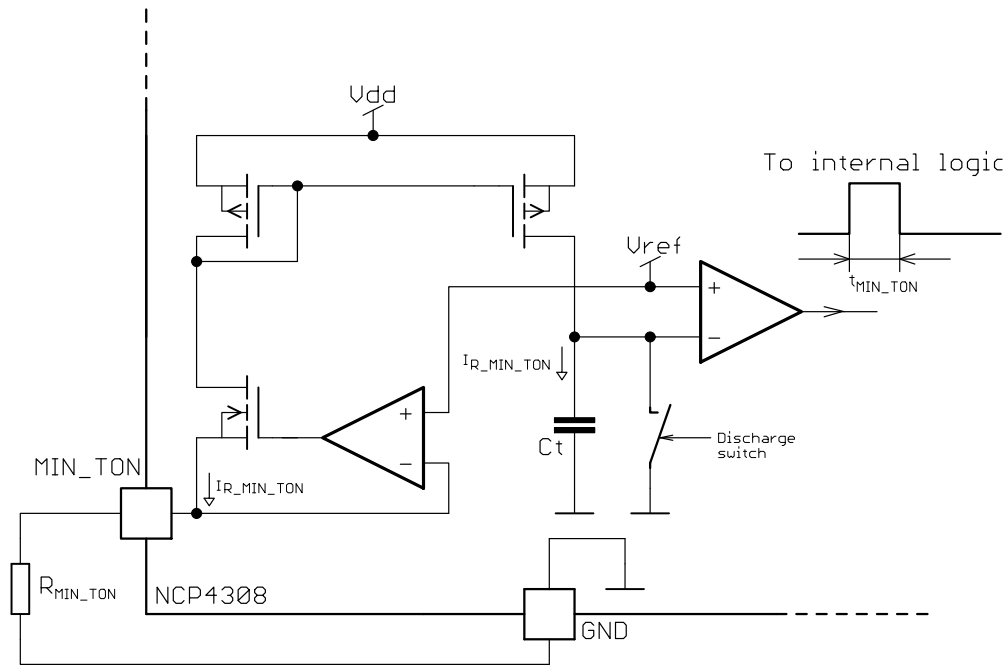 Vdd
To internal logic
Vref
+
tMIN_TON
−
IR_MIN_TON
+
Ct
Discharge
switch
−
MIN_TON
IR_MIN_TON
RMIN_TON
NCP4308
GND